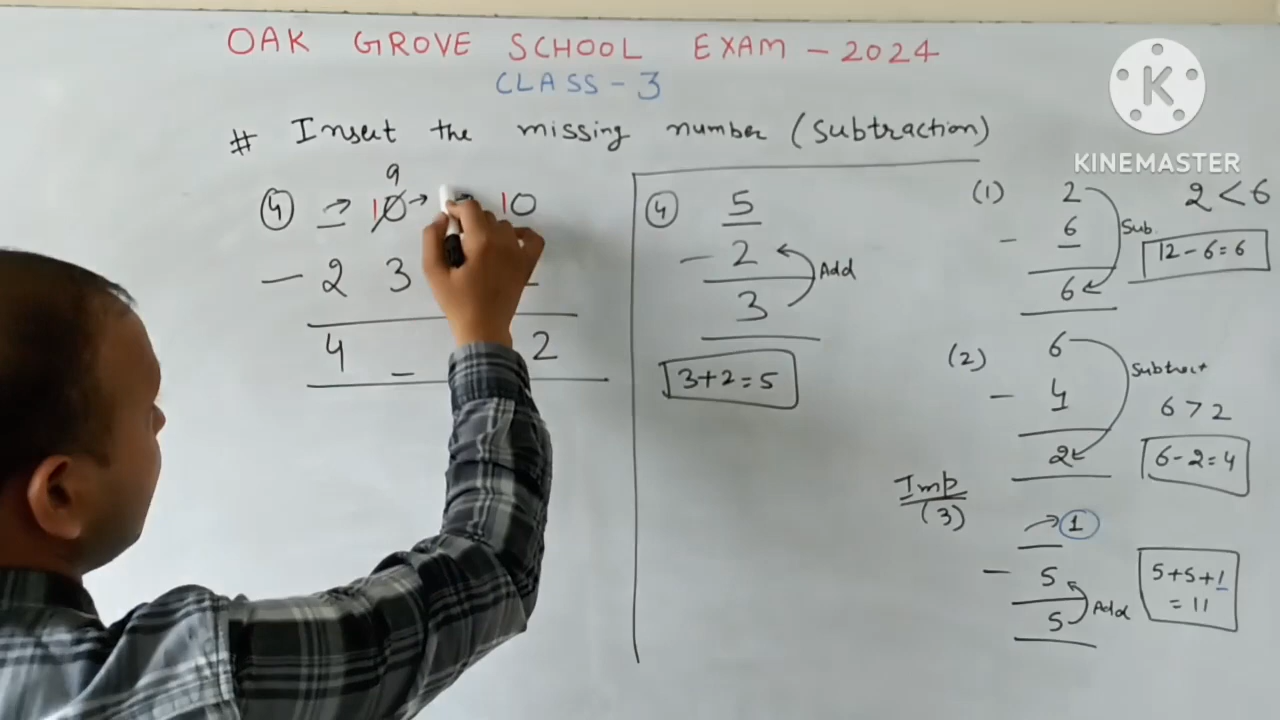 OAK GROVE SCHOOL EXAM - 2024
CLASS - 3
# Insert the missing number (Subtraction)
K
KINEMASTER
9
(4) _ → 10 → → 10
- 2 3
4 _ 2
(4) 5
- 2
3
Add
3+2=5
(1) 2
- 6
6
Sub.
2 < 6
12 - 6 = 6
(2) 6
- 4
2
Subtract
6 > 2
6 - 2 = 4
Imp
(3)
_ → 1
- 5
5
Add
5+5+1
= 11